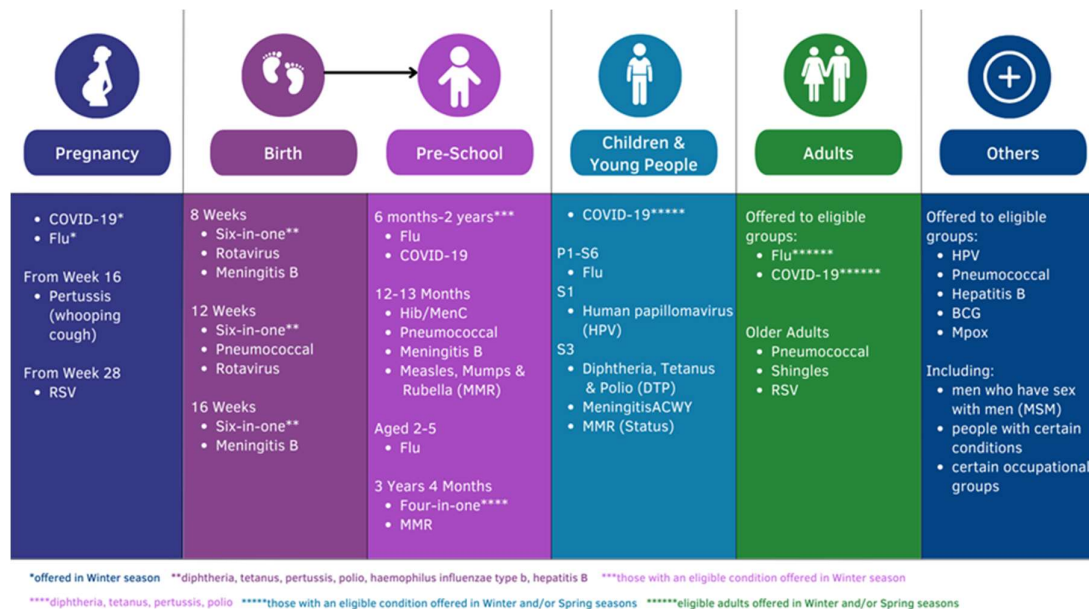 Pregnancy
COVID-19*
Flu*
From Week 16
Pertussis
(whooping
cough)
From Week 28
RSV
Birth
8 Weeks
Six-in-one**
Rotavirus
Meningitis B
12 Weeks
Six-in-one**
Pneumococcal
Rotavirus
16 Weeks
Six-in-one**
Meningitis B
Pre-School
6 months-2 years***
Flu
COVID-19
12-13 Months
Hib/MenC
Pneumococcal
Meningitis B
Measles, Mumps &
Rubella (MMR)
Aged 2-5
Flu
3 Years 4 Months
Four-in-one****
MMR
Children &
Young People
COVID-19*****
P1-S6
Flu
S1
Human papillomavirus
(HPV)
S3
Diphtheria, Tetanus
& Polio (DTP)
MeningitisACWY
MMR (Status)
Adults
Offered to eligible
groups:
Flu******
COVID-19******
Older Adults
Pneumococcal
Shingles
RSV
Others
Offered to eligible
groups:
HPV
Pneumococcal
Hepatitis B
BCG
Mpox
Including:
men who have sex
with men (MSM)
people with certain
conditions
certain occupational
groups
*offered in Winter season **diphtheria, tetanus, pertussis, polio, haemophilus influenzae type b, hepatitis B ***those with an eligible condition offered in Winter season
****diphtheria, tetanus, pertussis, polio *****those with an eligible condition offered in Winter and/or Spring seasons ******eligible adults offered in Winter and/or Spring seasons